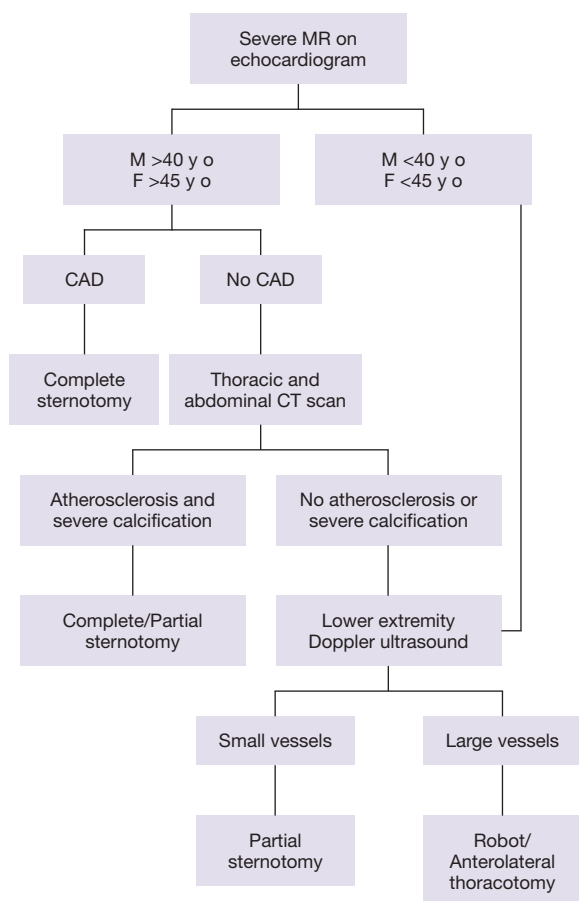 Severe MR on
echocardiogram
M >40 y o
F >45 y o
M <40 y o
F <45 y o
CAD
No CAD
Complete
sternotomy
Thoracic and
abdominal CT scan
Atherosclerosis and
severe calcification
No atherosclerosis or
severe calcification
Complete/Partial
sternotomy
Lower extremity
Doppler ultrasound
Small vessels
Large vessels
Partial
sternotomy
Robot/
Anterolateral
thoracotomy